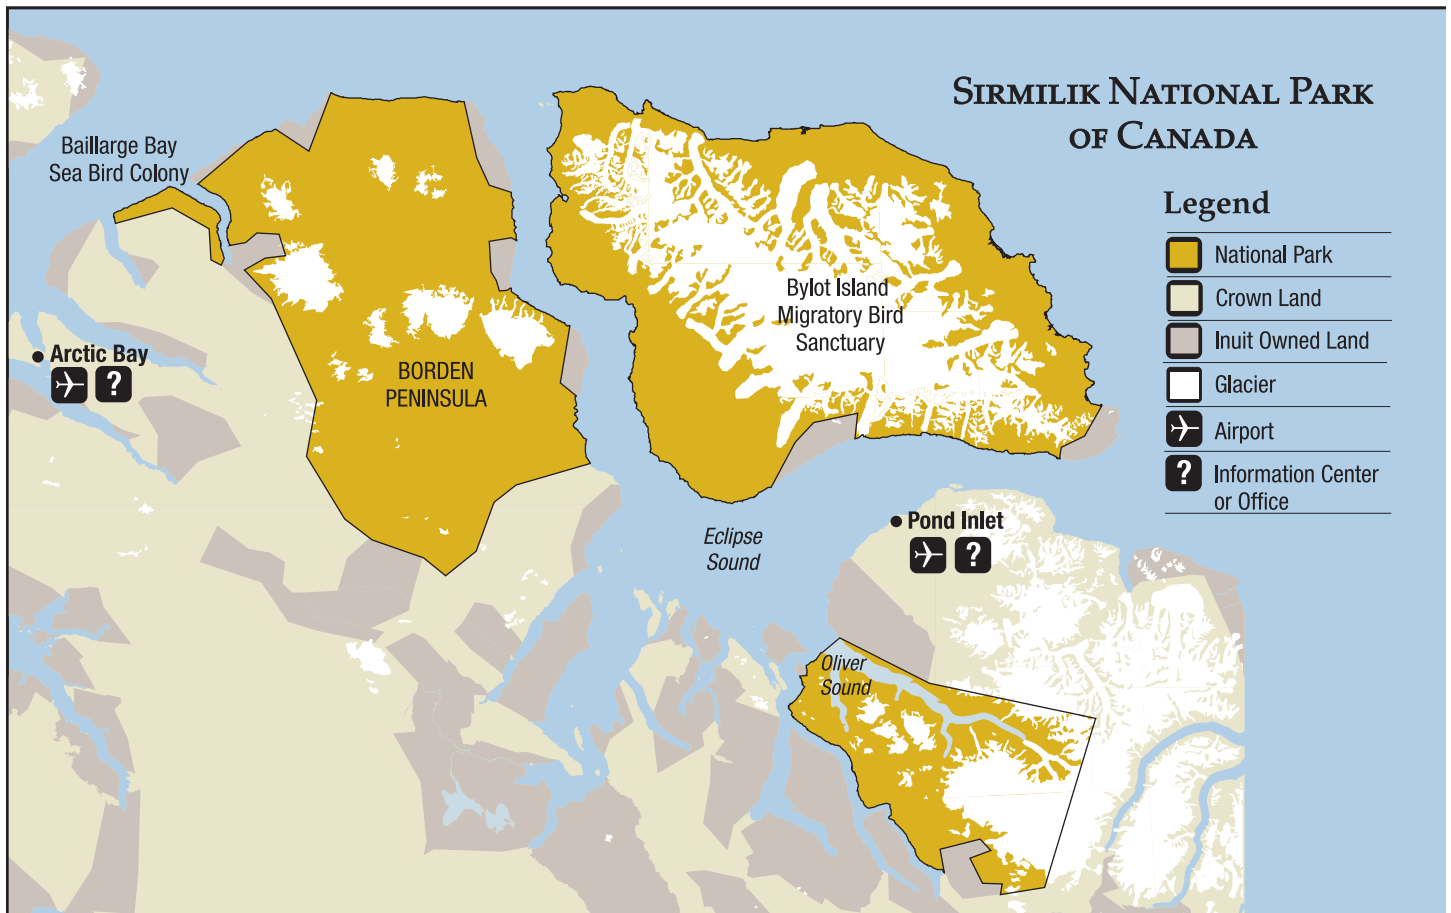 SIRMILIK NATIONAL PARK
OF CANADA
Baillarge Bay
Sea Bird Colony
Legend
National Park
Crown Land
Inuit Owned Land
Glacier
Airport
? Information Center
or Office
Bylot Island
Migratory Bird
Sanctuary
Arctic Bay
?
BORDEN
PENINSULA
Eclipse
Sound
Pond Inlet
?
Oliver
Sound